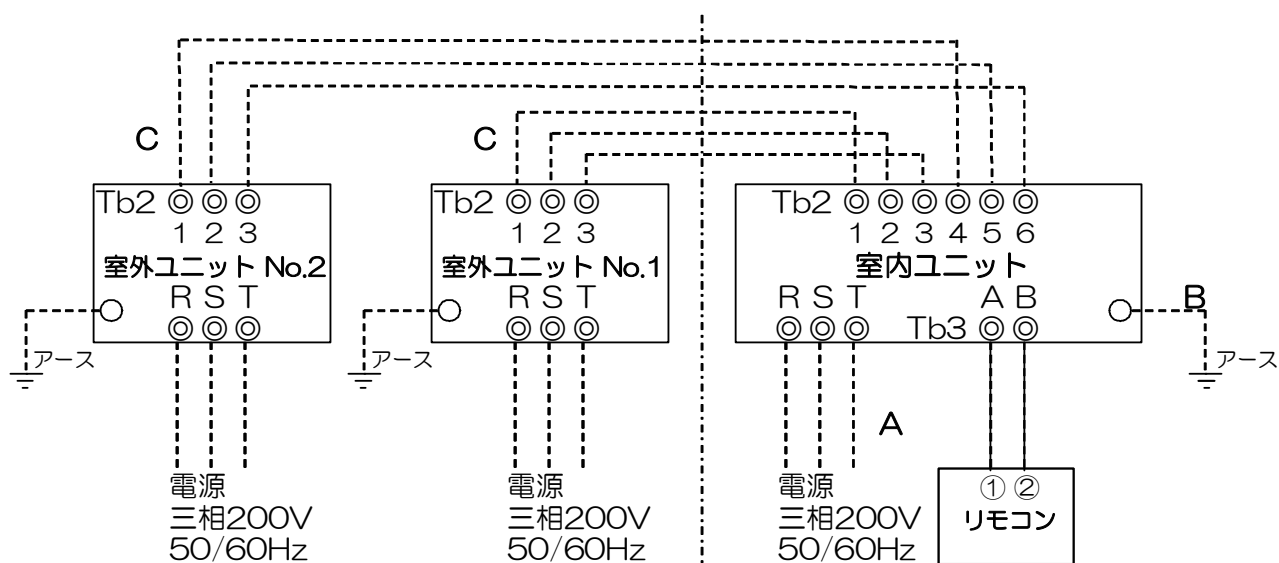 C
C
Tb2
1 2 3
室外ユニット No.2
R S T
アース
電源
三相200V
50/60Hz
Tb2
1 2 3
室外ユニット No.1
R S T
アース
電源
三相200V
50/60Hz
Tb2
1 2 3 4 5 6
室内ユニット
R S T
A B
Tb3
B
アース
A
電源
三相200V
50/60Hz
① ②
リモコン